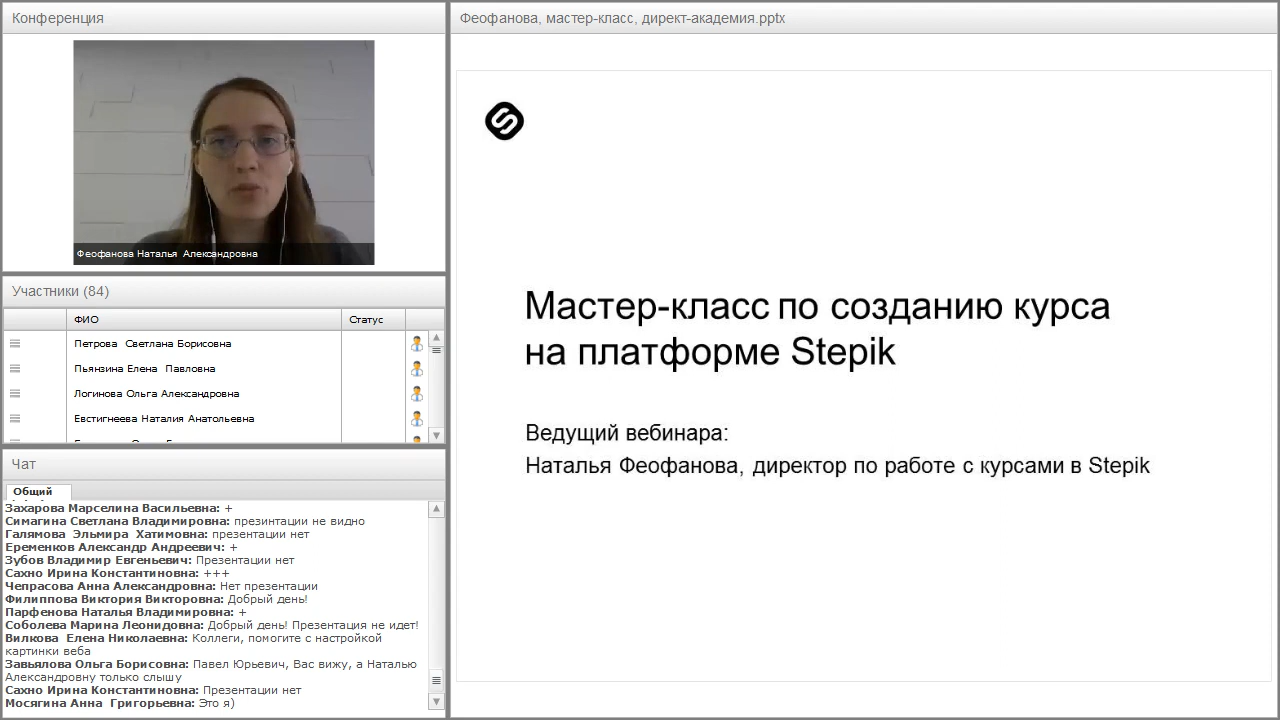 Конференция
Феофанова Наталья Александровна
Участники (84)
ФИО
Статус
Петрова Светлана Борисовна
Пьянзина Елена Павловна
Логинова Ольга Александровна
Евстигнеева Наталия Анатольевна
Чат
Общий
Захарова Марселина Васильевна: +
Симагина Светлана Владимировна: презинтации не видно
Галямова Эльмира Хатимовна: презентации нет
Еременков Александр Андреевич: +
Зубов Владимир Евгеньевич: Презентации нет
Сахно Ирина Константиновна: +++
Чепрасова Анна Александровна: Нет презентации
Филиппова Виктория Викторовна: Добрый день!
Парфенова Наталья Владимировна: +
Соболева Марина Леонидовна: Добрый день! Презентация не идет!
Вилкова Елена Николаевна: Коллеги, помогите с настройкой
картинки веба
Завьялова Ольга Борисовна: Павел Юрьевич, Вас вижу, а Наталью
Александровну только слышу
Сахно Ирина Константиновна: Презентации нет
Мосягина Анна Григорьевна: Это я)
Феофанова, мастер-класс, директ-академия.pptx
Мастер-класс по созданию курса
на платформе Stepik
Ведущий вебинара:
Наталья Феофанова, директор по работе с курсами в Stepik